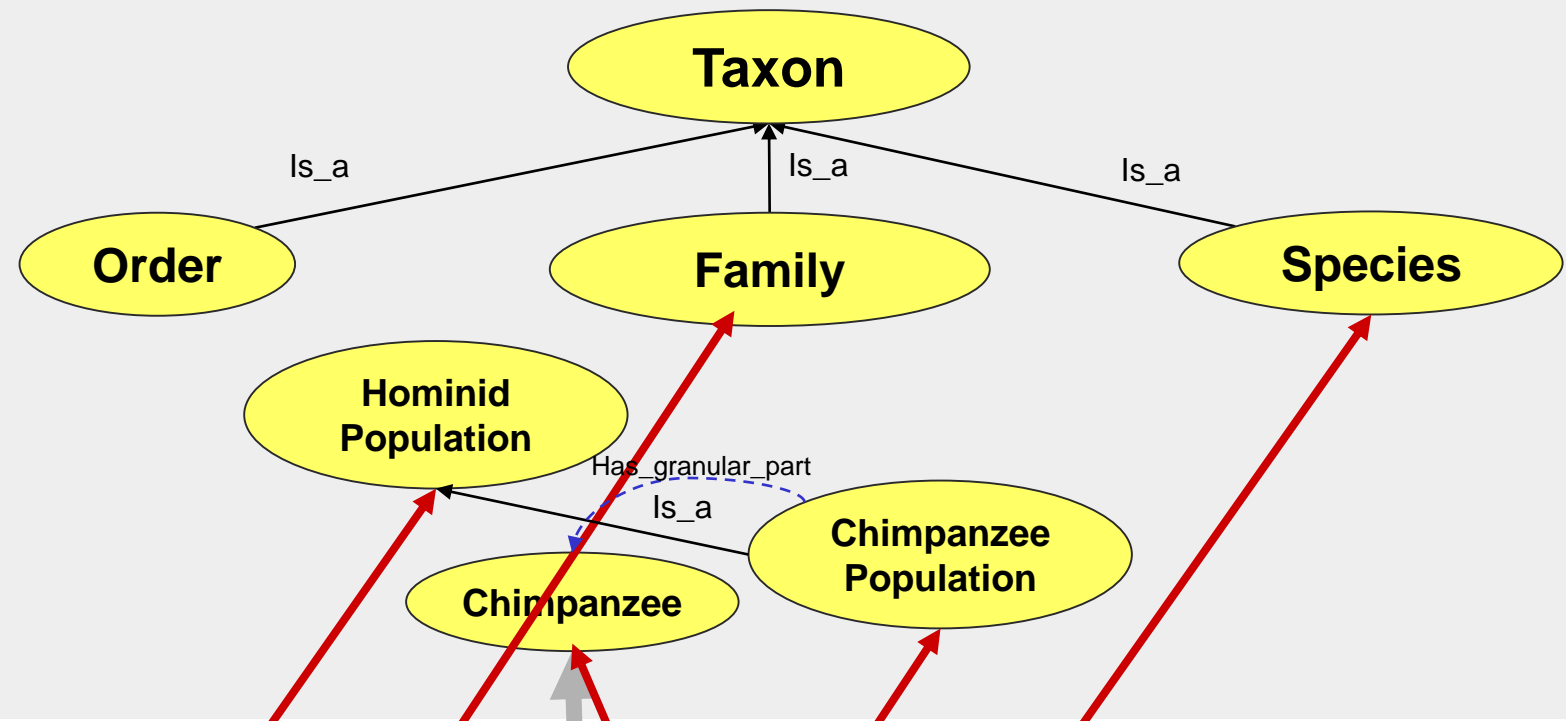 Taxon
Is_a
Is_a
Is_a
Order
Family
Species
Hominid
Population
Has_granular_part
Is_a
Chimpanzee
Population
Chimpanzee